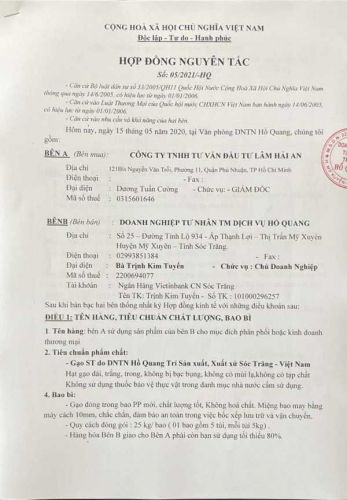 CỘNG HOÀ XÃ HỘI CHỦ NGHĨA VIỆT NAM
Độc lập - Tự do - Hạnh phúc
HỢP ĐỒNG NGUYÊN TẮC
Số: 05/2021/-HQ
- Căn cứ Bộ luật dân sự số 33/2005/QH11 Quốc Hội Nước Cộng Hoà Xã Hội Chủ Nghĩa Việt Nam
thông qua ngày 14/6/2005, có hiệu lực từ ngày 01/01/2006.
- Căn cứ vào Luật Thương Mại của Quốc hội nước CHXHCN Việt Nam ban hành ngày 14/06/2005,
có hiệu lực từ ngày 01/01/2006.
- Căn cứ vào nhu cầu và khả năng của hai bên.
Hôm nay, ngày 15 tháng 05 năm 2020, tại Văn phòng DNTN Hồ Quang, chúng tôi
gồm:
BÊN A (Bên mua): CÔNG TY TNHH TƯ VẤN ĐẦU TƯ LÂM HẢI AN
Địa chỉ : 121Bis Nguyễn Văn Trỗi, Phường 11, Quận Phú Nhuận, TP Hồ Chí Minh
Điện thoại : - Fax :
Đại diện : Dương Tuấn Cường - Chức vụ: - GIÁM ĐỐC
Mã số thuế : 0315601646
BÊN B (Bên bán) : DOANH NGHIỆP TƯ NHÂN TM DỊCH VỤ HỒ QUANG
Địa chỉ : Số 25 – Đường Tỉnh Lộ 934 - Ấp Thạnh Lợi – Thị Trấn Mỹ Xuyên
Huyện Mỹ Xuyên – Tỉnh Sóc Trăng.
Điện thoại : 02993851384 - Fax :
Đại diện : Bà Trịnh Kim Tuyến - Chức vụ : Chủ Doanh Nghiệp
Mã số thuế : 2200694077
Tài khoản : Ngân Hàng Vietinbank CN Sóc Trăng
Tên TK: Trịnh Kim Tuyến - Số TK : 101000296257
Sau khi bàn bạc hai bên thống nhất ký Hợp đồng kinh tế với những điều khoản sau:
ĐIỀU 1: TÊN HÀNG, TIÊU CHUẨN CHẤT LƯỢNG, BAO BÌ
1. Tên hàng: bên A sử dụng sản phẩm của bên B cho mục đích phân phối hoặc kinh doanh
thương mại
2. Tiêu chuẩn phẩm chất:
- Gạo ST do DNTN Hồ Quang Trí Sản xuất, Xuất xứ Sóc Trăng - Việt Nam
Hạt gạo dài, trắng, trong, không bị bạc bụng, không có mùi lạ,không có tạp chất
Không sử dụng thuốc bảo vệ thực vật trong danh mục nhà nước cấm sử dụng.
4. Bao bì:
- Gạo đóng trong bao PP mới, chất lượng tốt, Không hoá chất. Miệng bao may bằng
máy cách 10mm, chắc chắn, đảm bảo an toàn trong việc bốc xếp lưu trữ và vận chuyển.
- Quy cách đóng gói : 25 kg/ bao ( 01 bao gồm 5 túi, mỗi túi 5kg) .
- Hàng hóa Bên B giao cho Bên A phải còn hạn sử dụng tối thiểu 80%.